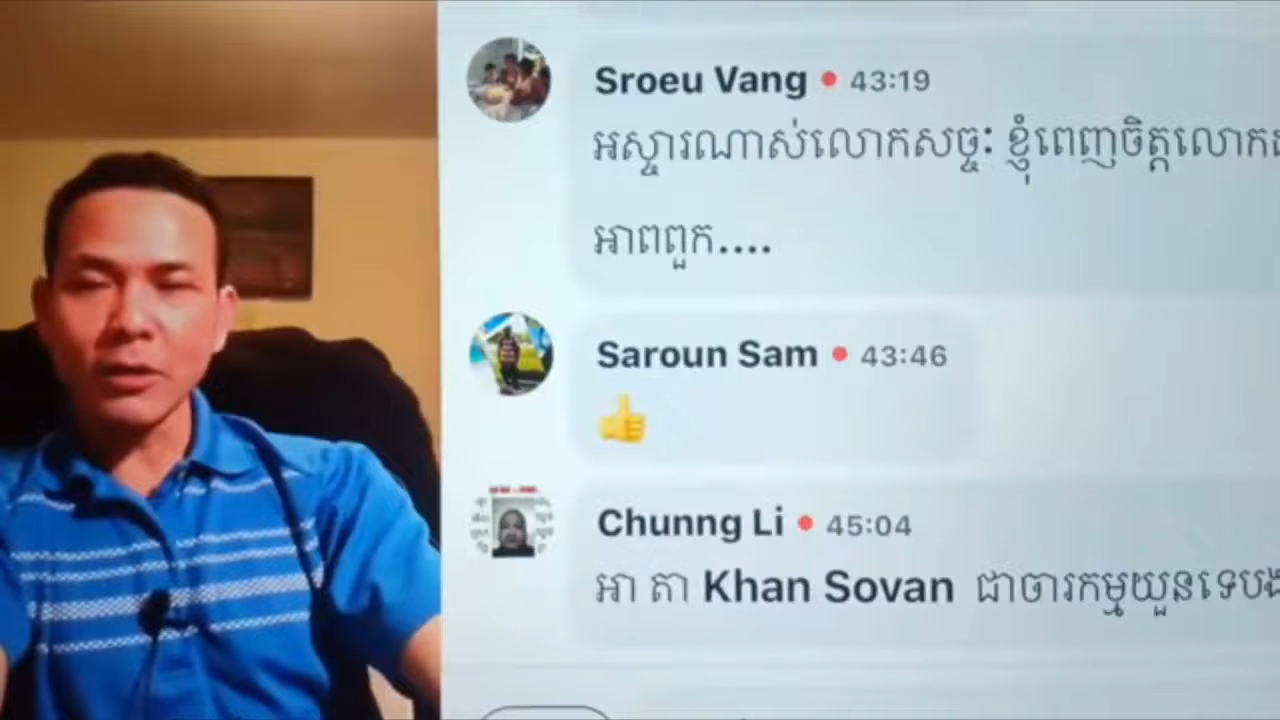 Sroeu Vang • 43:19
អស្ចារណាស់លោកសច្ចៈ ខ្ញុំពេញចិត្តលោក
អាពពួក....
Saroun Sam • 43:46
👍
Chunng Li • 45:04
អា តា Khan Sovan ជាចារកម្មយួនទេបង